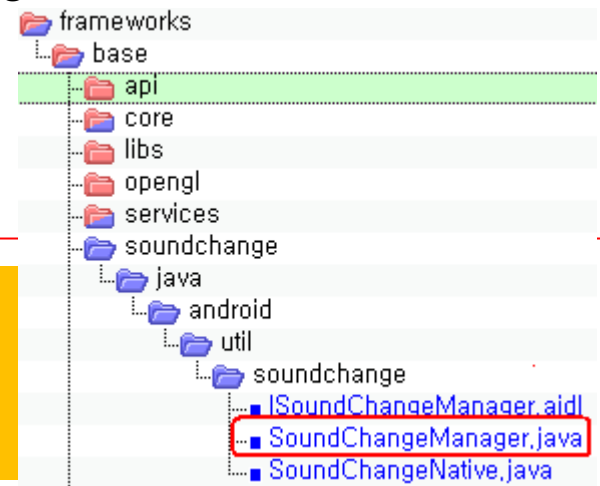 frameworks
base
api
core
libs
opengl
services
soundchange
java
android
util
soundchange
ISoundChangeManager.aidl
SoundChangeManager.java
SoundChangeNative.java